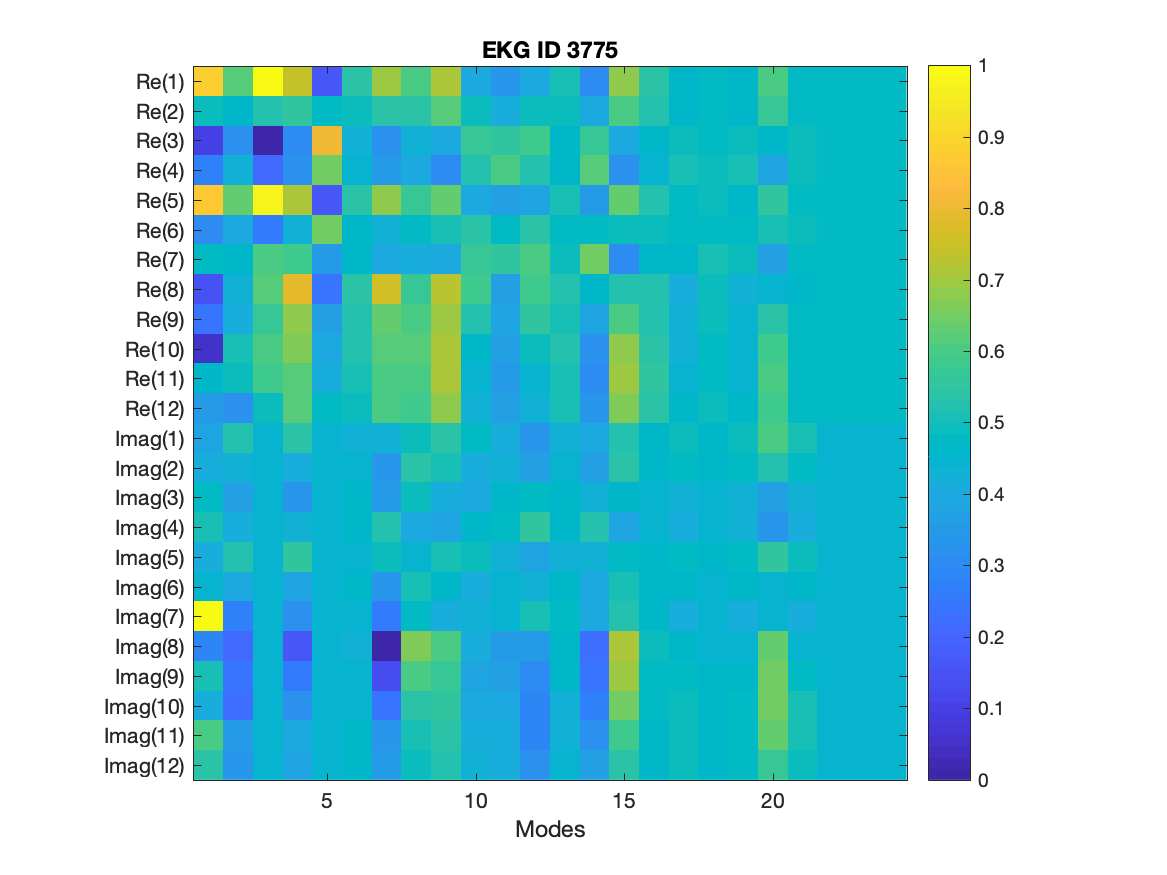 EKG ID 3775
Re(1)
Re(2)
Re(3)
Re(4)
Re(5)
Re(6)
Re(7)
Re(8)
Re(9)
Re(10)
Re(11)
Re(12)
Imag(1)
Imag(2)
Imag(3)
Imag(4)
Imag(5)
Imag(6)
Imag(7)
Imag(8)
Imag(9)
Imag(10)
Imag(11)
Imag(12)
5 10 15 20
Modes
1
0.9
0.8
0.7
0.6
0.5
0.4
0.3
0.2
0.1
0